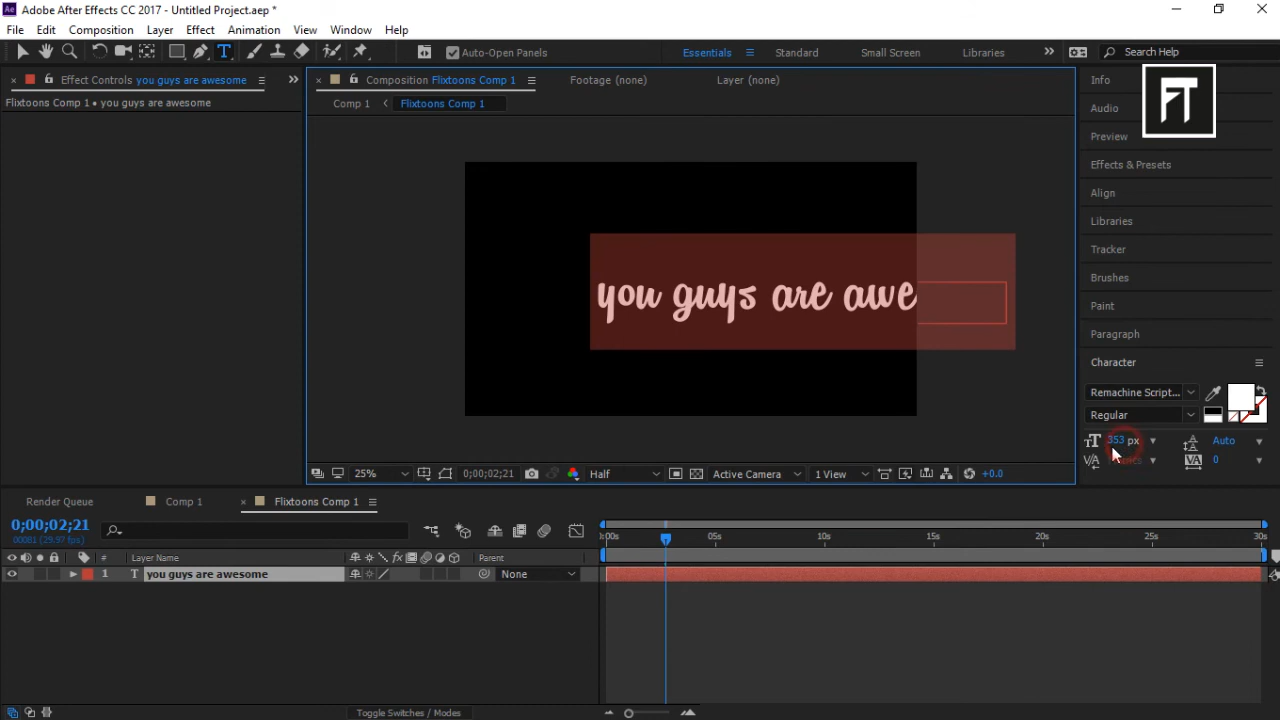 Adobe After Effects CC 2017 - Untitled Project.aep *
File Edit Composition Layer Effect Animation View Window Help
Auto-Open Panels Essentials Standard Small Screen Libraries Search Help
Effect Controls you guys are awesome
Composition Flixtoons Comp 1
Footage (none)
Layer (none)
Flixtoons Comp 1 • you guys are awesome
Comp 1 Flixtoons Comp 1
FT
Info
Audio
Preview
Effects & Presets
Align
Libraries
Tracker
Brushes
Paint
Paragraph
Character
Remachine Script...
Regular
353 px
Auto
0
you guys are awe
25% 0;00;02;21 Half Active Camera 1 View +0.0
Render Queue Comp 1 Flixtoons Comp 1
0;00;02;21
00081 (29.97 fps)
# Layer Name Parent
1 T you guys are awesome None
:00s 05s 10s 15s 20s 25s 30s
Toggle Switches / Modes